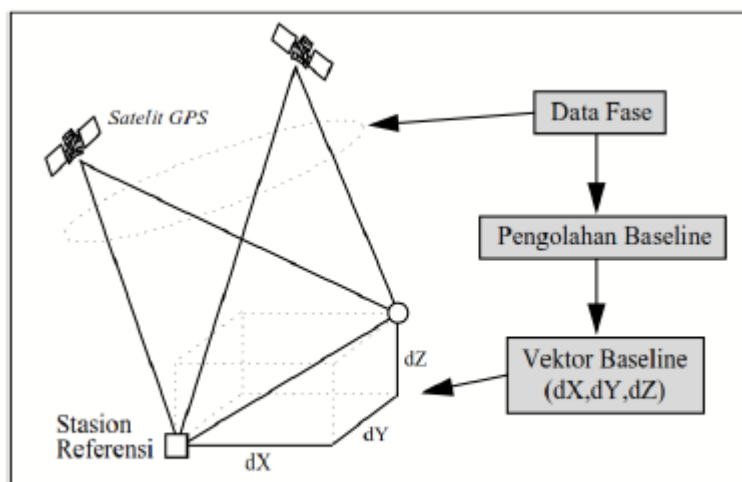 Satelit GPS
Data Fase
Pengolahan Baseline
Vektor Baseline
(dX,dY,dZ)
dZ
dY
dX
Stasion
Referensi